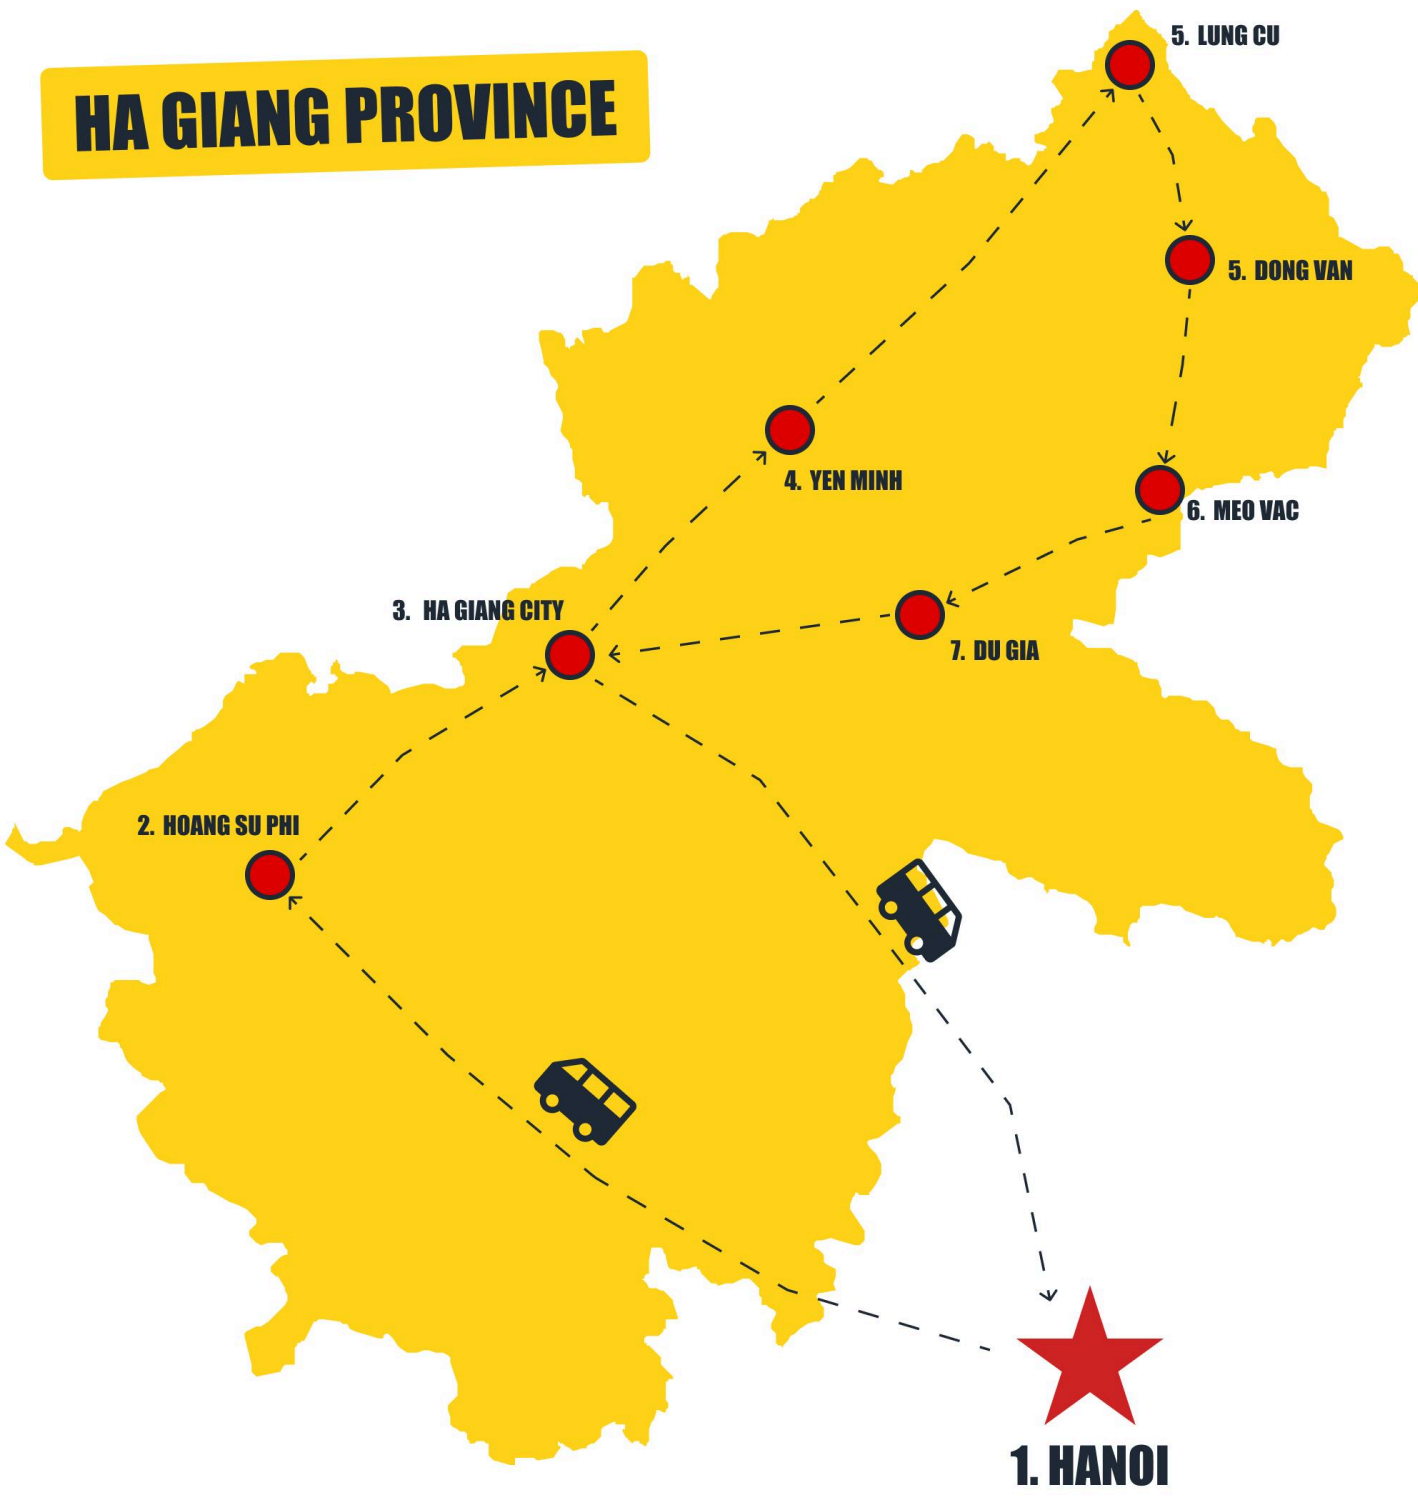 HA GIANG PROVINCE
5. LUNG CU
5. DONG VAN
4. YEN MINH
6. MEO VAC
3. HA GIANG CITY
7. DU GIA
2. HOANG SU PHI
1. HANOI